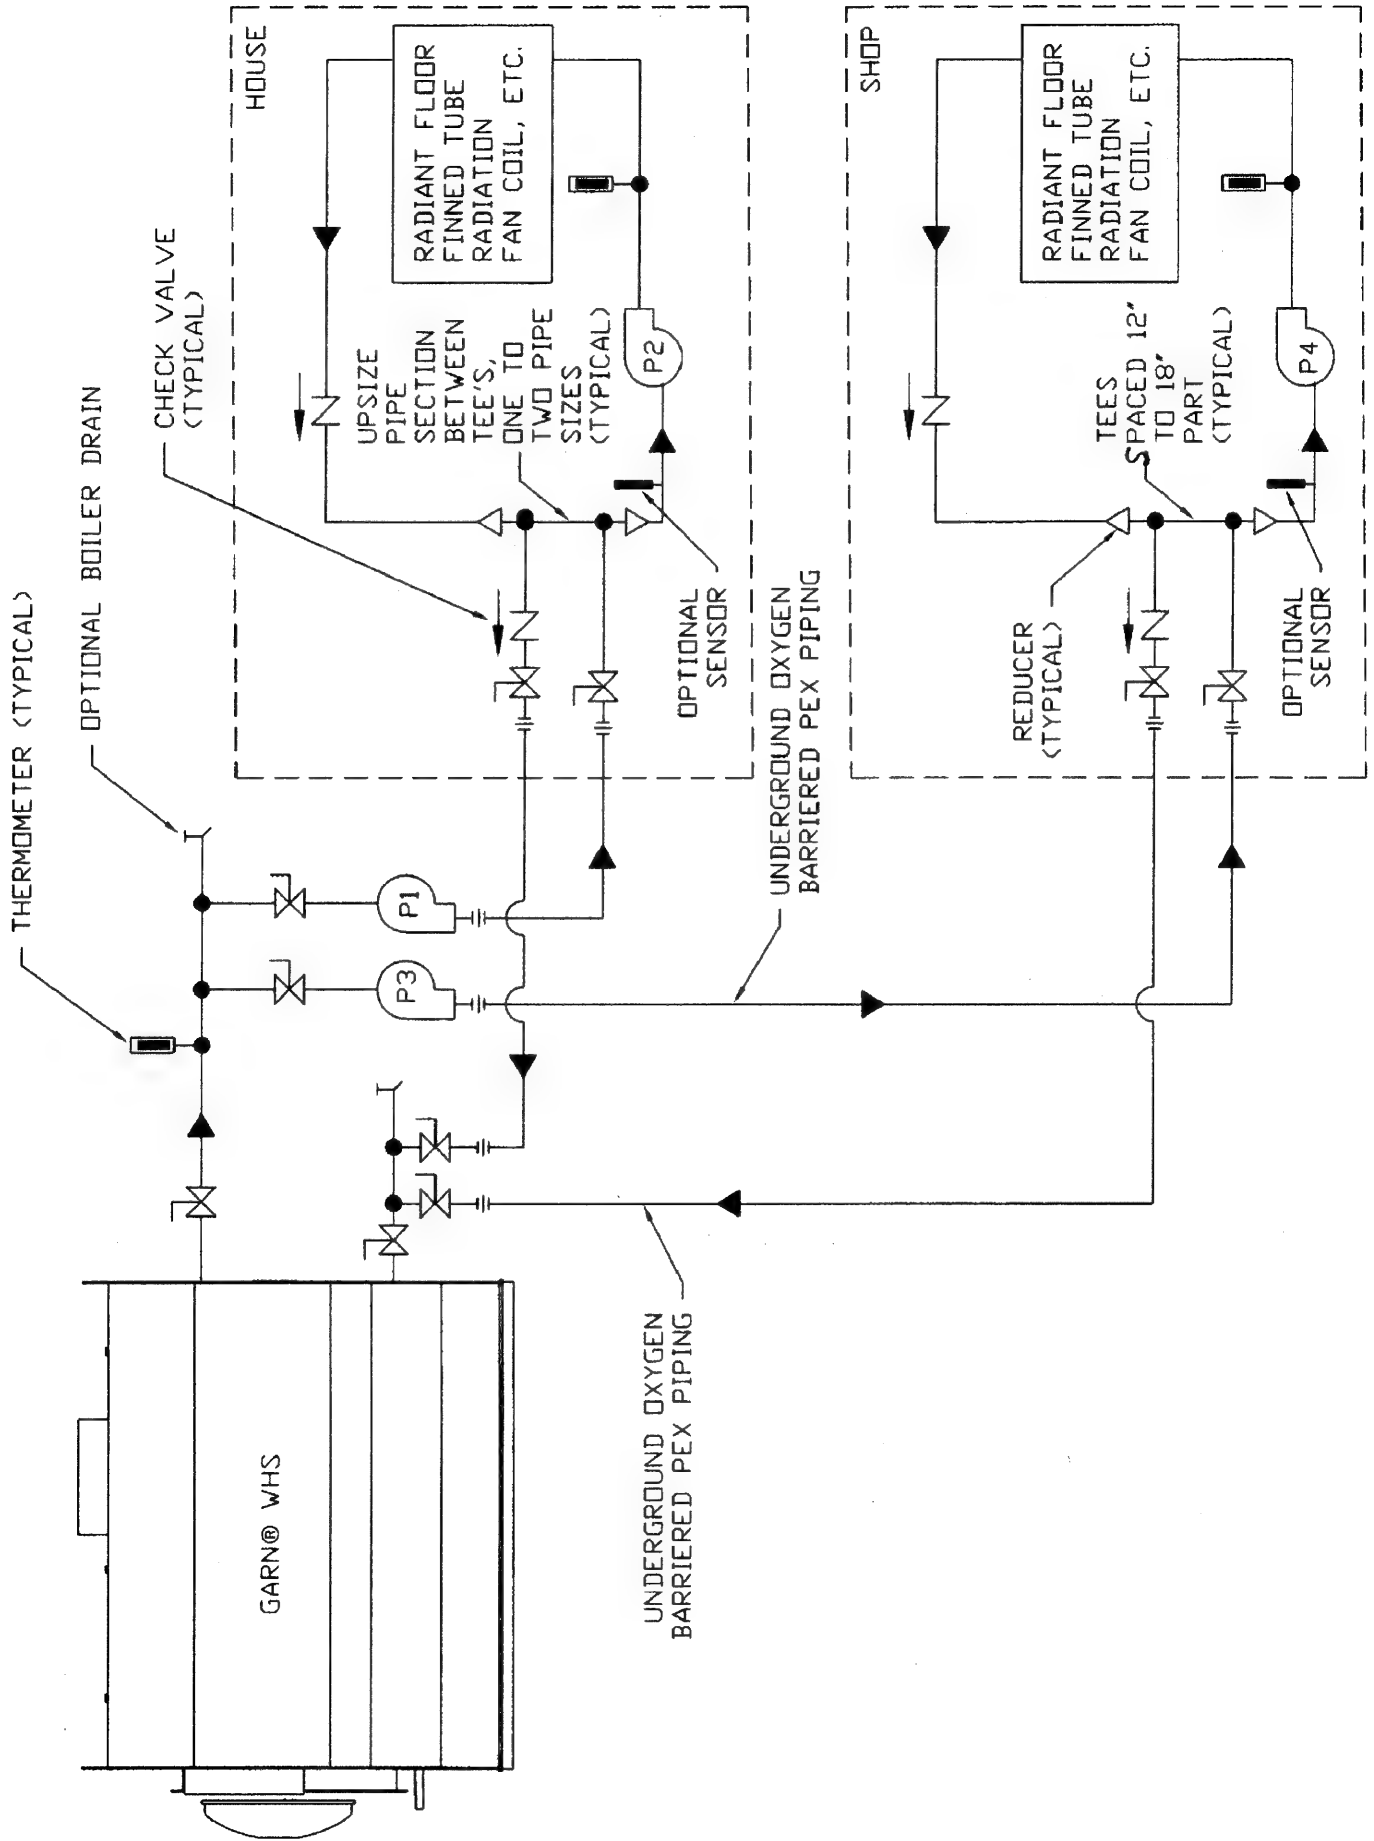 THERMOMETER (TYPICAL)
OPTIONAL BOILER DRAIN
CHECK VALVE
(TYPICAL)
HOUSE
RADIANT FLOOR
FINNED TUBE
RADIATION
FAN COIL, ETC.
UPSIZE
PIPE
SECTION
BETWEEN
TEE'S,
ONE TO
TWO PIPE
SIZES
(TYPICAL)
P2
OPTIONAL
SENSOR
P1
P3
UNDERGROUND OXYGEN
BARRIERED PEX PIPING
SHOP
RADIANT FLOOR
FINNED TUBE
RADIATION
FAN COIL, ETC.
TEES
SPACED 12"
TO 18"
PART
(TYPICAL)
P4
REDUCER
(TYPICAL)
OPTIONAL
SENSOR
GARN® WHS
UNDERGROUND OXYGEN
BARRIERED PEX PIPING